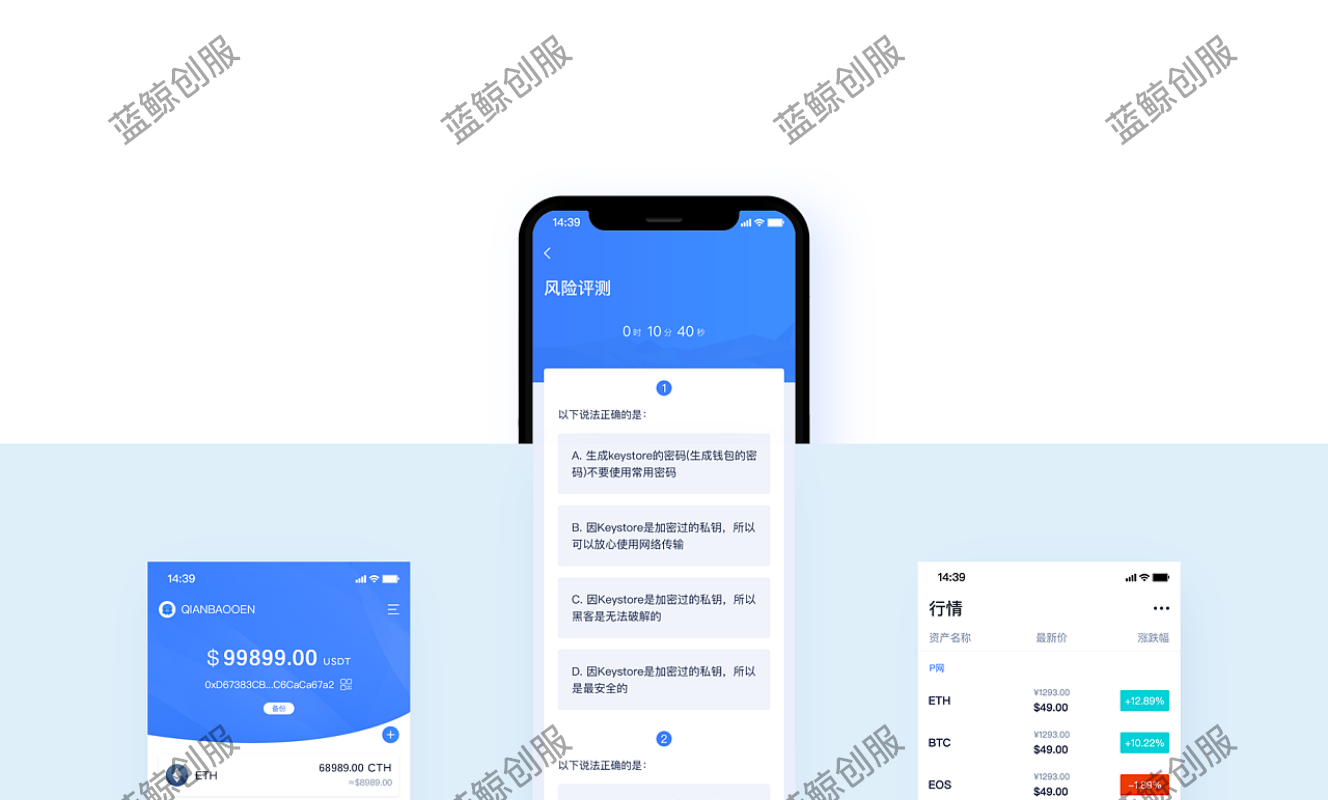 蓝鲸创服
蓝鲸创服
蓝鲸创服
蓝鲸创服
14:39
风险评测
0时 10分 40秒
1
以下说法正确的是：
A. 生成keystore的密码(生成钱包的密
码)不要使用常用密码
B. 因Keystore是加密过的私钥，所以
可以放心使用网络传输
C. 因Keystore是加密过的私钥，所以
黑客是无法破解的
D. 因Keystore是加密过的私钥，所以
是最安全的
2
以下说法正确的是：
14:39
QIANBAOOEN
$ 99899.00 USDT
0xD67383CB...C6CaCa67a2
备份
ETH
68989.00 CTH
≈$8989.00
14:39
行情
资产名称 最新价 涨跌幅
P网
¥1293.00
ETH $49.00 +12.89%
¥1293.00
BTC $49.00 +10.22%
¥1293.00
EOS $49.00 -1.89%
蓝鲸创服
蓝鲸创服
蓝鲸创服
蓝鲸创服